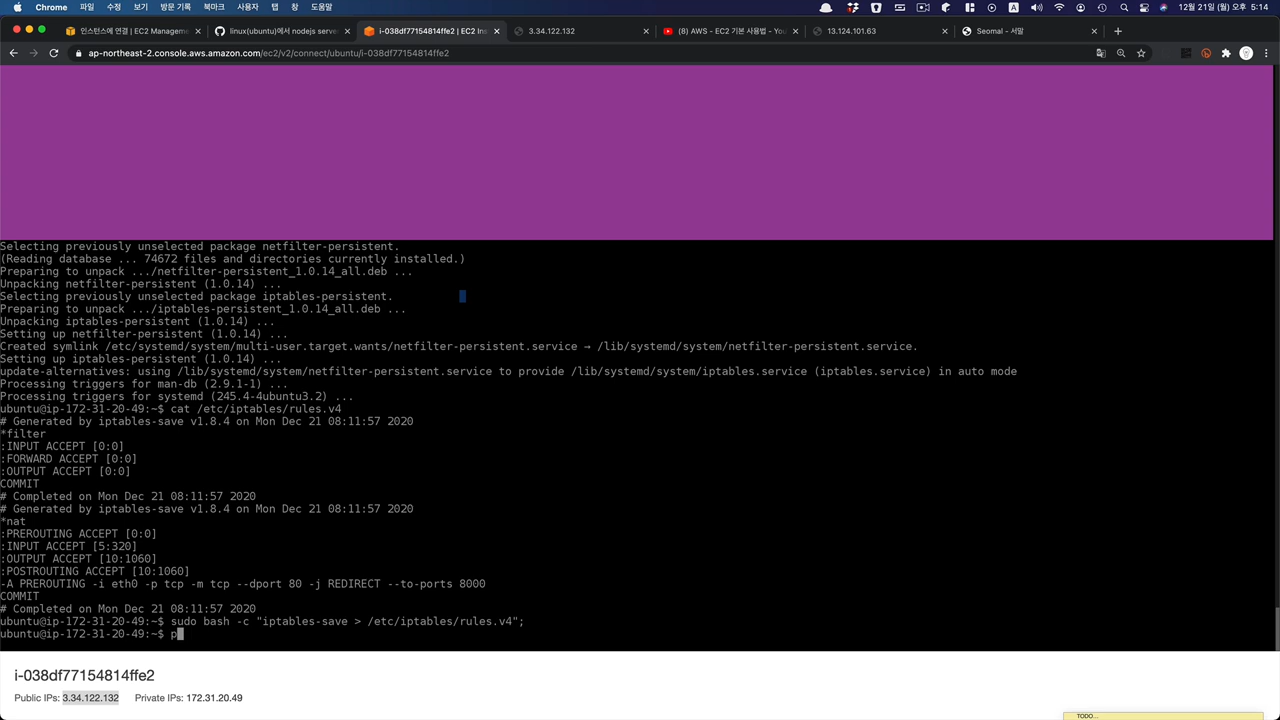 Chrome 파일 수정 보기 방문 기록 북마크 사용자 탭 창 도움말 12월 21일 (월) 오후 5:14
인스턴스에 연결 | EC2 Manageme
linux(ubuntu)에서 nodejs server
i-038df77154814ffe2 | EC2 Ins
3.34.122.132
(8) AWS - EC2 기본 사용법 - You
13.124.101.63
Seomal - 서말
ap-northeast-2.console.aws.amazon.com/ec2/v2/connect/ubuntu/i-038df77154814ffe2
Selecting previously unselected package netfilter-persistent.
(Reading database ... 74672 files and directories currently installed.)
Preparing to unpack .../netfilter-persistent_1.0.14_all.deb ...
Unpacking netfilter-persistent (1.0.14) ...
Selecting previously unselected package iptables-persistent.
Preparing to unpack .../iptables-persistent_1.0.14_all.deb ...
Unpacking iptables-persistent (1.0.14) ...
Setting up netfilter-persistent (1.0.14) ...
Created symlink /etc/systemd/system/multi-user.target.wants/netfilter-persistent.service → /lib/systemd/system/netfilter-persistent.service.
Setting up iptables-persistent (1.0.14) ...
update-alternatives: using /lib/systemd/system/netfilter-persistent.service to provide /lib/systemd/system/iptables.service (iptables.service) in auto mode
Processing triggers for man-db (2.9.1-1) ...
Processing triggers for systemd (245.4-4ubuntu3.2) ...
ubuntu@ip-172-31-20-49:~$ cat /etc/iptables/rules.v4
# Generated by iptables-save v1.8.4 on Mon Dec 21 08:11:57 2020
*filter
:INPUT ACCEPT [0:0]
:FORWARD ACCEPT [0:0]
:OUTPUT ACCEPT [0:0]
COMMIT
# Completed on Mon Dec 21 08:11:57 2020
# Generated by iptables-save v1.8.4 on Mon Dec 21 08:11:57 2020
*nat
:PREROUTING ACCEPT [0:0]
:INPUT ACCEPT [5:320]
:OUTPUT ACCEPT [10:1060]
:POSTROUTING ACCEPT [10:1060]
-A PREROUTING -i eth0 -p tcp -m tcp --dport 80 -j REDIRECT --to-ports 8000
COMMIT
# Completed on Mon Dec 21 08:11:57 2020
ubuntu@ip-172-31-20-49:~$ sudo bash -c "iptables-save > /etc/iptables/rules.v4";
ubuntu@ip-172-31-20-49:~$ p
i-038df77154814ffe2
Public IPs: 3.34.122.132 Private IPs: 172.31.20.49
TODO...